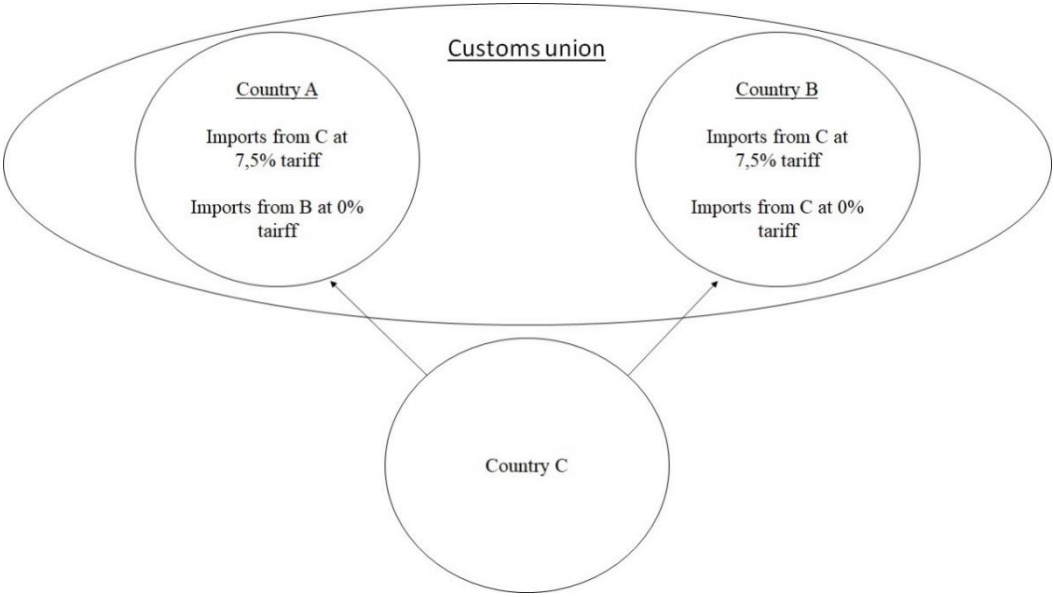 Customs union
Country A
Imports from C at
7,5% tariff
Imports from B at 0%
tairff
Country B
Imports from C at
7,5% tariff
Imports from C at 0%
tariff
Country C